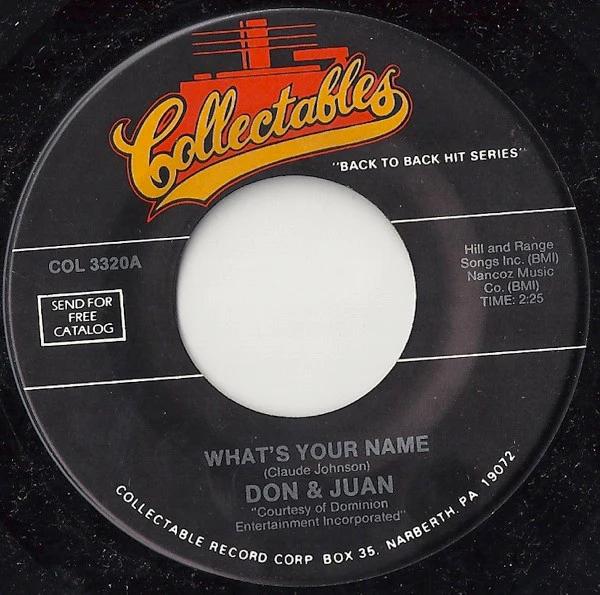 Collectables
"BACK TO BACK HIT SERIES"
COL 3320A
SEND FOR
FREE
CATALOG
Hill and Range
Songs Inc. (BMI)
Nancoz Music
Co. (BMI)
TIME: 2:25
WHAT'S YOUR NAME
(Claude Johnson)
DON & JUAN
"Courtesy of Dominion
Entertainment Incorporated"
COLLECTABLE RECORD CORP BOX 35, NARBERTH, PA 19072